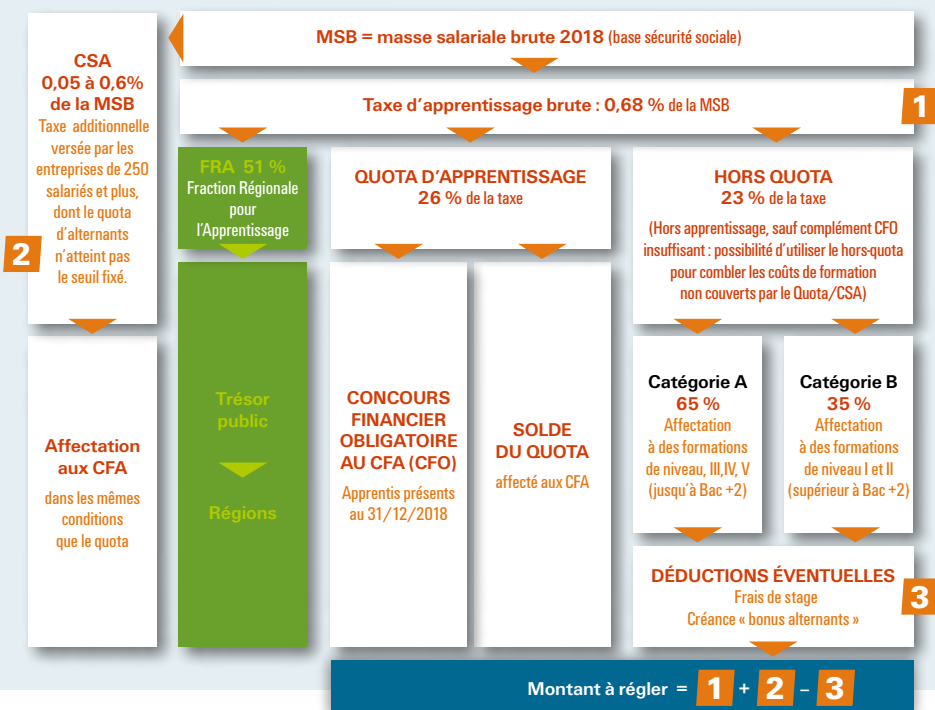 MSB = masse salariale brute 2018 (base sécurité sociale)
CSA
0,05 à 0,6%
de la MSB
Taxe additionnelle
versée par les
entreprises de 250
salariés et plus,
dont le quota
d'alternants
n'atteint pas
le seuil fixé.
2
Taxe d'apprentissage brute : 0,68 % de la MSB
1
FRA 51 %
Fraction Régionale
pour
l'Apprentissage
QUOTA D'APPRENTISSAGE
26 % de la taxe
HORS QUOTA
23 % de la taxe
(Hors apprentissage, sauf complément CFO
insuffisant : possibilité d'utiliser le hors-quota
pour combler les coûts de formation
non couverts par le Quota/CSA)
Affectation
aux CFA
dans les mêmes
conditions
que le quota
Trésor
public
Régions
CONCOURS
FINANCIER
OBLIGATOIRE
AU CFA (CFO)
Apprentis présents
au 31/12/2018
SOLDE
DU QUOTA
affecté aux CFA
Catégorie A
65 %
Affectation
à des formations
de niveau, III,IV, V
(jusqu'à Bac +2)
Catégorie B
35 %
Affectation
à des formations
de niveau I et II
(supérieur à Bac +2)
DÉDUCTIONS ÉVENTUELLES
Frais de stage
Créance « bonus alternants »
3
Montant à régler = 1 + 2 – 3